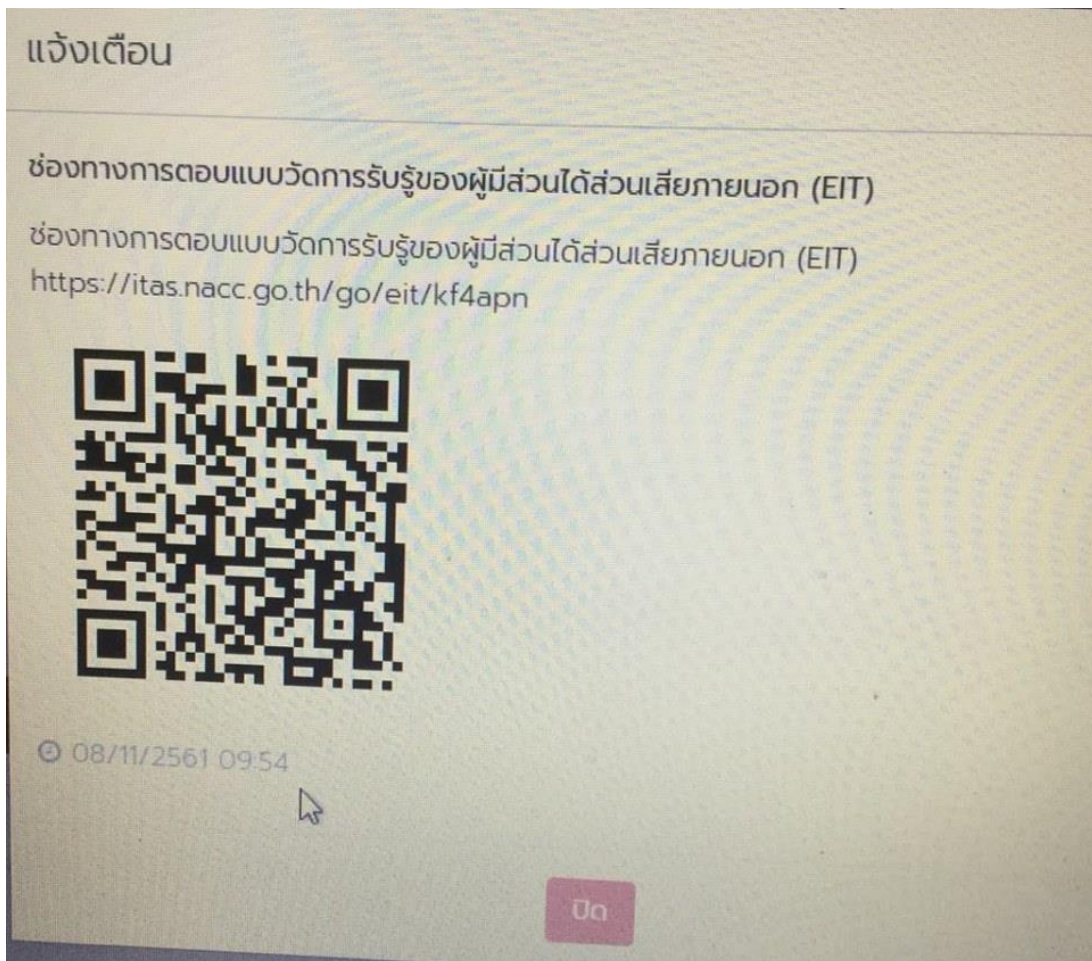 แจ้งเตือน
ช่องทางการตอบแบบวัดการรับรู้ของผู้มีส่วนได้ส่วนเสียภายนอก (EIT)
ช่องทางการตอบแบบวัดการรับรู้ของผู้มีส่วนได้ส่วนเสียภายนอก (EIT)
https://itas.nacc.go.th/go/eit/kf4apn
08/11/2561 09:54
ปิด